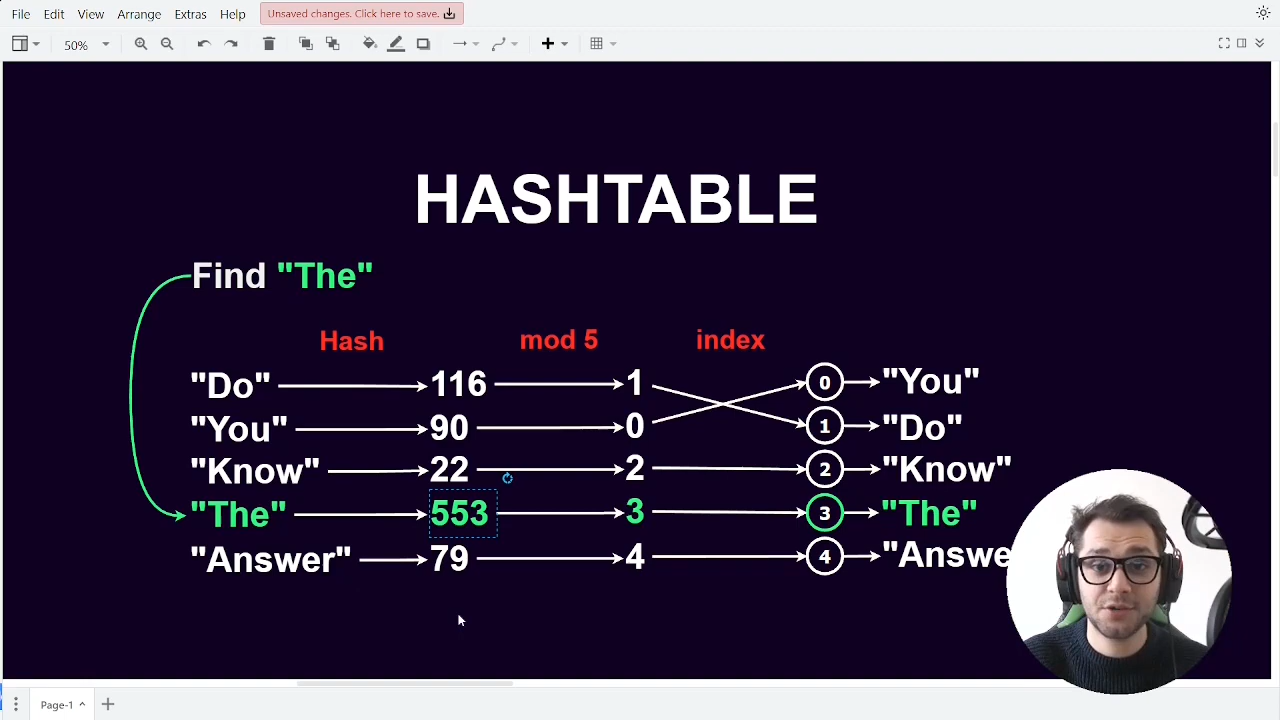 File Edit View Arrange Extras Help Unsaved changes. Click here to save.
50%
HASHTABLE
Find "The"
Hash mod 5 index
"Do" 116 1 0 "You"
"You" 90 0 1 "Do"
"Know" 22 2 2 "Know"
"The" 553 3 3 "The"
"Answer" 79 4 4 "Answe
Page-1